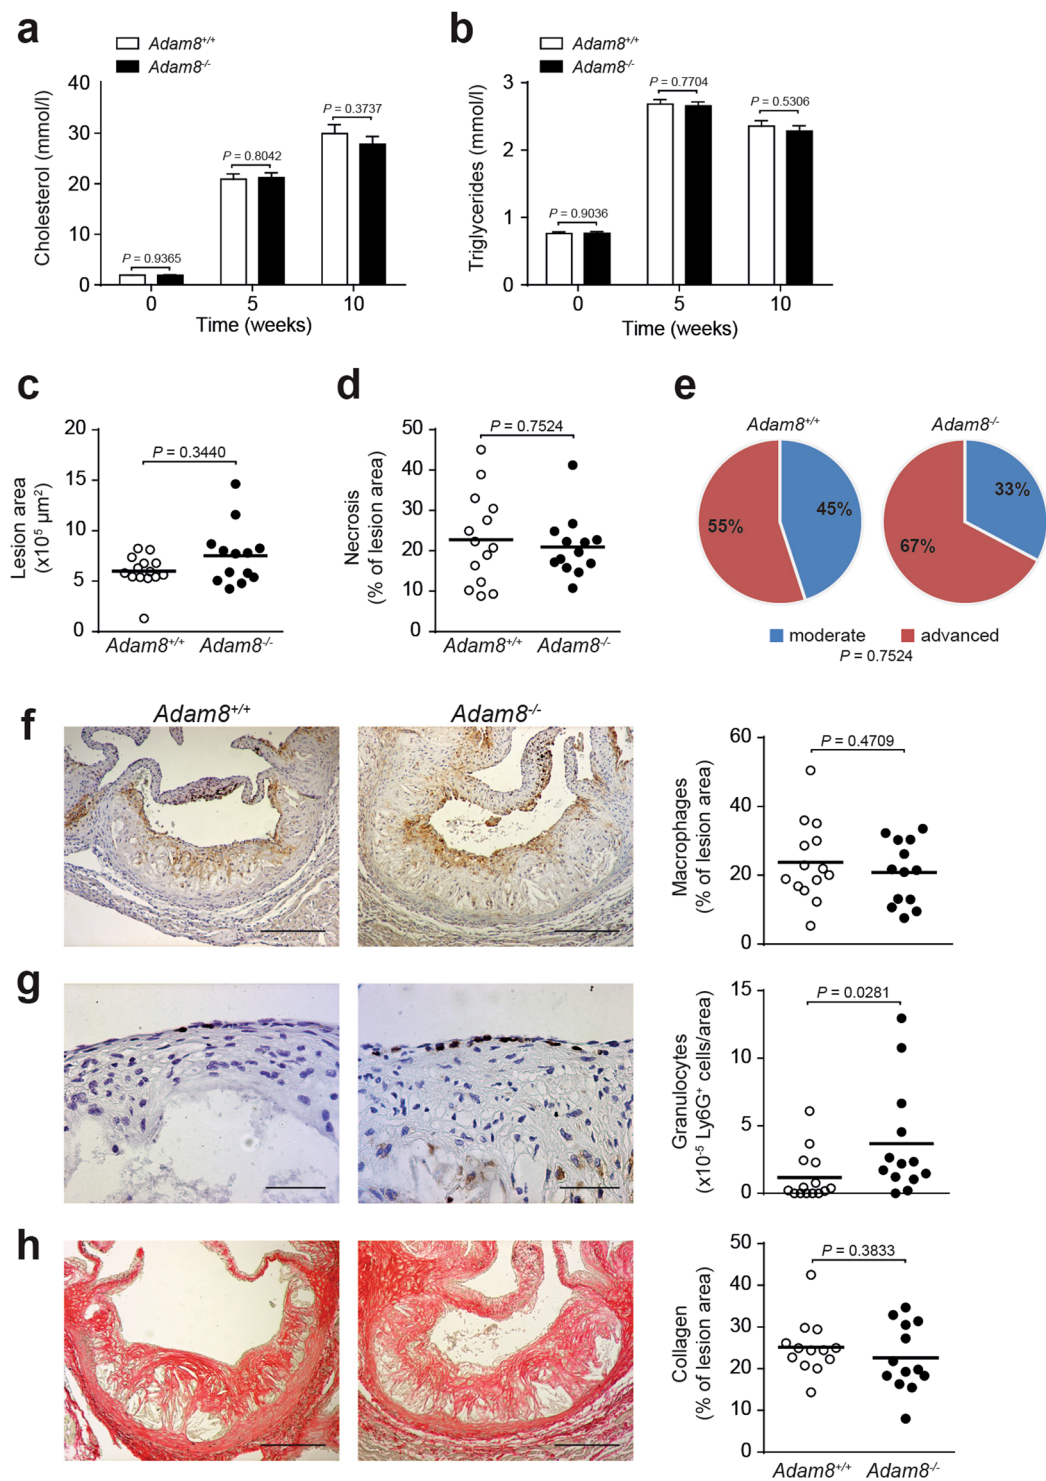 a
Adam8+/+
Adam8-/-
Cholesterol (mmol/l)
40
30
20
10
0
P = 0.9365
P = 0.8042
P = 0.3737
0 5 10
Time (weeks)
b
Adam8+/+
Adam8-/-
Triglycerides (mmol/l)
3
2
1
0
P = 0.9036
P = 0.7704
P = 0.5306
0 5 10
Time (weeks)
c
Lesion area
(x10⁵ µm²)
20
15
10
5
0
P = 0.3440
Adam8+/+ Adam8-/-
d
Necrosis
(% of lesion area)
50
40
30
20
10
0
P = 0.7524
Adam8+/+ Adam8-/-
e
Adam8+/+ Adam8-/-
55% 45%
67% 33%
moderate advanced
P = 0.7524
Adam8+/+ Adam8-/-
f
Macrophages
(% of lesion area)
60
40
20
0
P = 0.4709
g
Granulocytes
(x10⁻⁵ Ly6G⁺ cells/area)
15
10
5
0
P = 0.0281
h
Collagen
(% of lesion area)
50
40
30
20
10
0
P = 0.3833
Adam8+/+ Adam8-/-